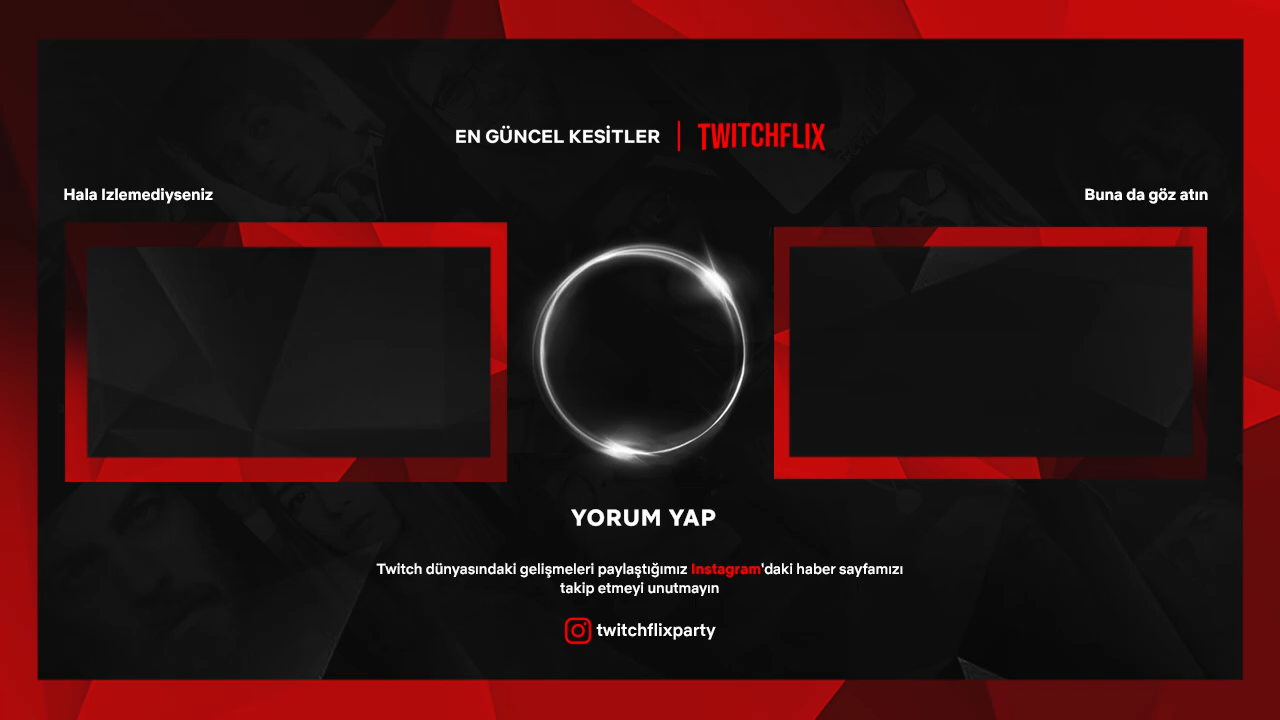 EN GÜNCEL KESİTLER | TWITCHFLIX
Hala Izlemediyseniz
Buna da göz atın
YORUM YAP
Twitch dünyasındaki gelişmeleri paylaştığımız Instagram'daki haber sayfamızı
takip etmeyi unutmayın
twitchflixparty